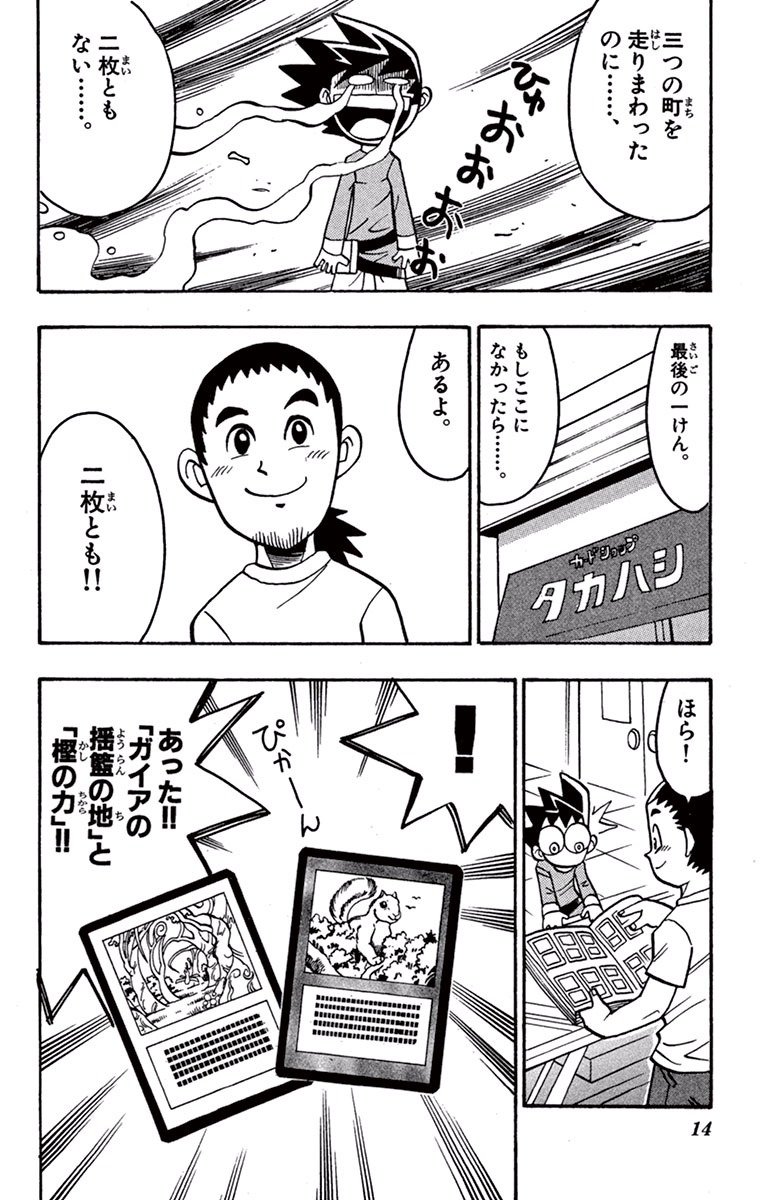 三つの町を
走りまわった
のに……、
ひゅ
おおおお
二枚とも
ない……。
最後の一けん。
もしここに
なかったら……。
カードショップ
タカハシ
あるよ。
二枚とも!!
ほら!
!
ぴかーん
あった!!
「ガイアの
揺籃の地」と
「樫の力」!!
14